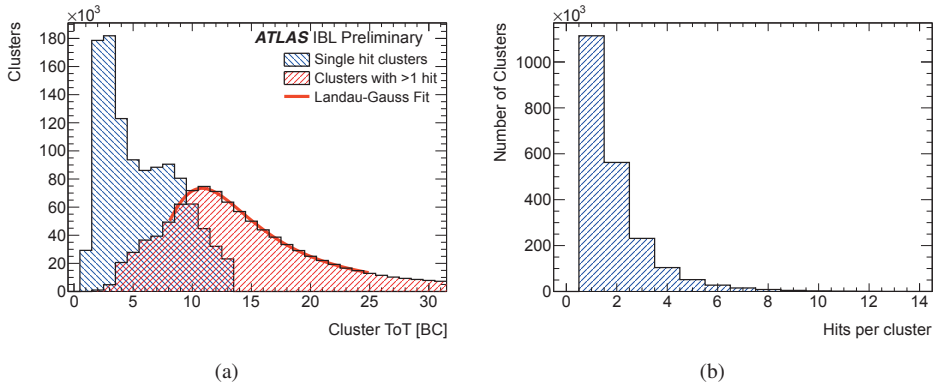 ×10³
180
160
140
120
100
80
60
40
20
0
Clusters
ATLAS IBL Preliminary
Single hit clusters
Clusters with >1 hit
Landau-Gauss Fit
0 5 10 15 20 25 30
Cluster ToT [BC]
(a)
×10³
1000
800
600
400
200
0
Number of Clusters
0 2 4 6 8 10 12 14
Hits per cluster
(b)